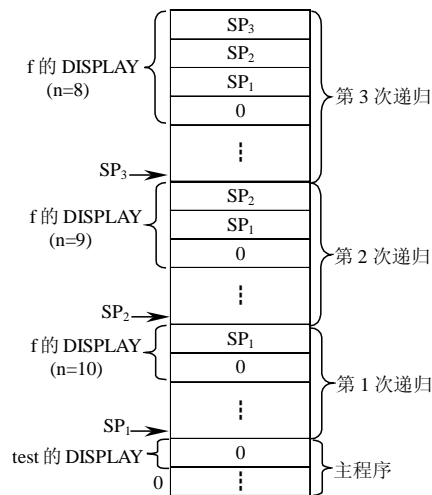 SP₃
SP₂
f 的 DISPLAY
(n=8)
SP₁
第 3 次递归
0
SP₃
SP₂
f 的 DISPLAY
(n=9)
SP₁
0
第 2 次递归
SP₂
SP₁
f 的 DISPLAY
(n=10)
0
第 1 次递归
SP₁
test 的 DISPLAY
0
主程序
0